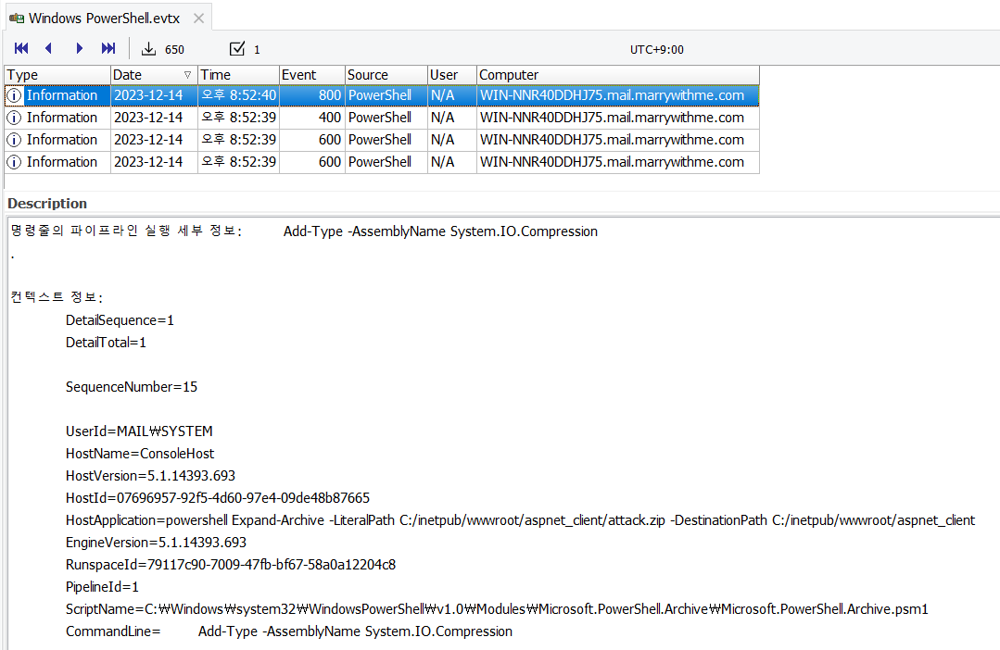 Windows PowerShell.evtx
650 1 UTC+9:00
Type Date Time Event Source User Computer
Information 2023-12-14 오후 8:52:40 800 PowerShell N/A WIN-NNR40DDHJ75.mail.marrywithme.com
Information 2023-12-14 오후 8:52:39 400 PowerShell N/A WIN-NNR40DDHJ75.mail.marrywithme.com
Information 2023-12-14 오후 8:52:39 600 PowerShell N/A WIN-NNR40DDHJ75.mail.marrywithme.com
Information 2023-12-14 오후 8:52:39 600 PowerShell N/A WIN-NNR40DDHJ75.mail.marrywithme.com
Description
명령줄의 파이프라인 실행 세부 정보: Add-Type -AssemblyName System.IO.Compression
.
컨텍스트 정보:
DetailSequence=1
DetailTotal=1
SequenceNumber=15
UserId=MAIL₩SYSTEM
HostName=ConsoleHost
HostVersion=5.1.14393.693
HostId=07696957-92f5-4d60-97e4-09de48b87665
HostApplication=powershell Expand-Archive -LiteralPath C:/inetpub/wwwroot/aspnet_client/attack.zip -DestinationPath C:/inetpub/wwwroot/aspnet_client
EngineVersion=5.1.14393.693
RunspaceId=79117c90-7009-47fb-bf67-58a0a12204c8
PipelineId=1
ScriptName=C:₩Windows₩system32₩WindowsPowerShell₩v1.0₩Modules₩Microsoft.PowerShell.Archive₩Microsoft.PowerShell.Archive.psm1
CommandLine= Add-Type -AssemblyName System.IO.Compression